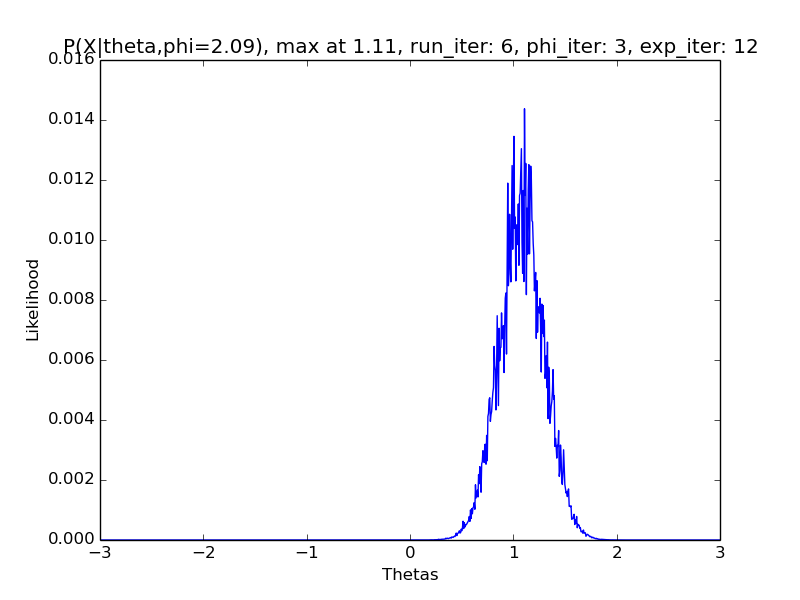 P(X|theta,phi=2.09), max at 1.11, run_iter: 6, phi_iter: 3, exp_iter: 12
0.016
0.014
0.012
0.010
0.008
0.006
0.004
0.002
0.000
Likelihood
−3 −2 −1 0 1 2 3
Thetas